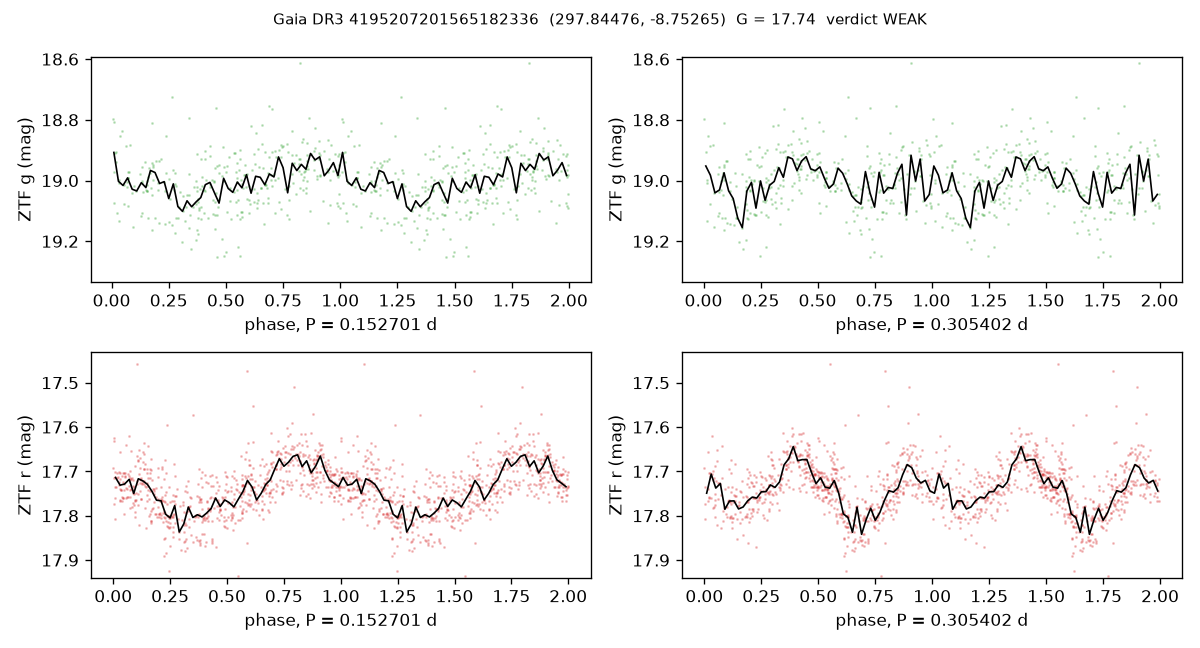 Gaia DR3 4195207201565182336 (297.84476, -8.75265) G = 17.74 verdict WEAK
ZTF g (mag)
18.6
18.8
19.0
19.2
0.00 0.25 0.50 0.75 1.00 1.25 1.50 1.75 2.00
phase, P = 0.152701 d
ZTF g (mag)
18.6
18.8
19.0
19.2
0.00 0.25 0.50 0.75 1.00 1.25 1.50 1.75 2.00
phase, P = 0.305402 d
ZTF r (mag)
17.5
17.6
17.7
17.8
17.9
0.00 0.25 0.50 0.75 1.00 1.25 1.50 1.75 2.00
phase, P = 0.152701 d
ZTF r (mag)
17.5
17.6
17.7
17.8
17.9
0.00 0.25 0.50 0.75 1.00 1.25 1.50 1.75 2.00
phase, P = 0.305402 d